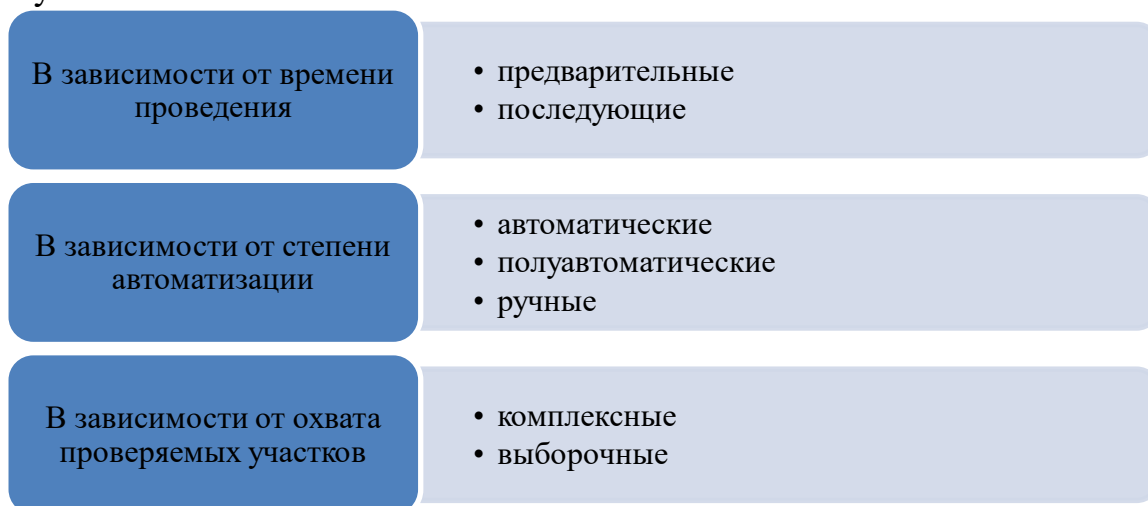 В зависимости от времени
проведения
• предварительные
• последующие
В зависимости от степени
автоматизации
• автоматические
• полуавтоматические
• ручные
В зависимости от охвата
проверяемых участков
• комплексные
• выборочные